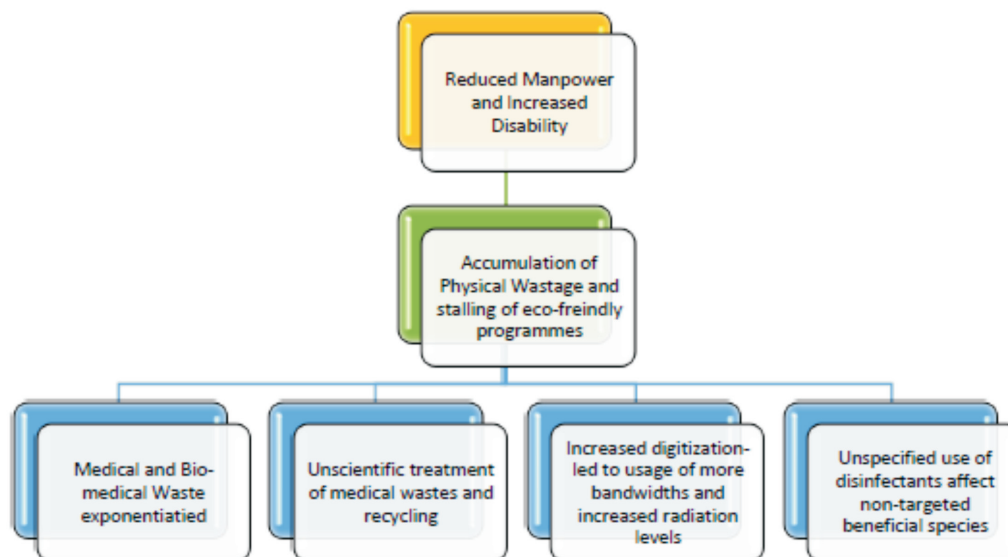 Reduced Manpower
and Increased
Disability
Accumulation of
Physical Wastage and
stalling of eco-freindly
programmes
Medical and Bio-
medical Waste
exponentiatied
Unscientific treatment
of medical wastes and
recycling
Increased digitization-
led to usage of more
bandwidths and
increased radiation
levels
Unspecified use of
disinfectants affect
non-targeted
beneficial species